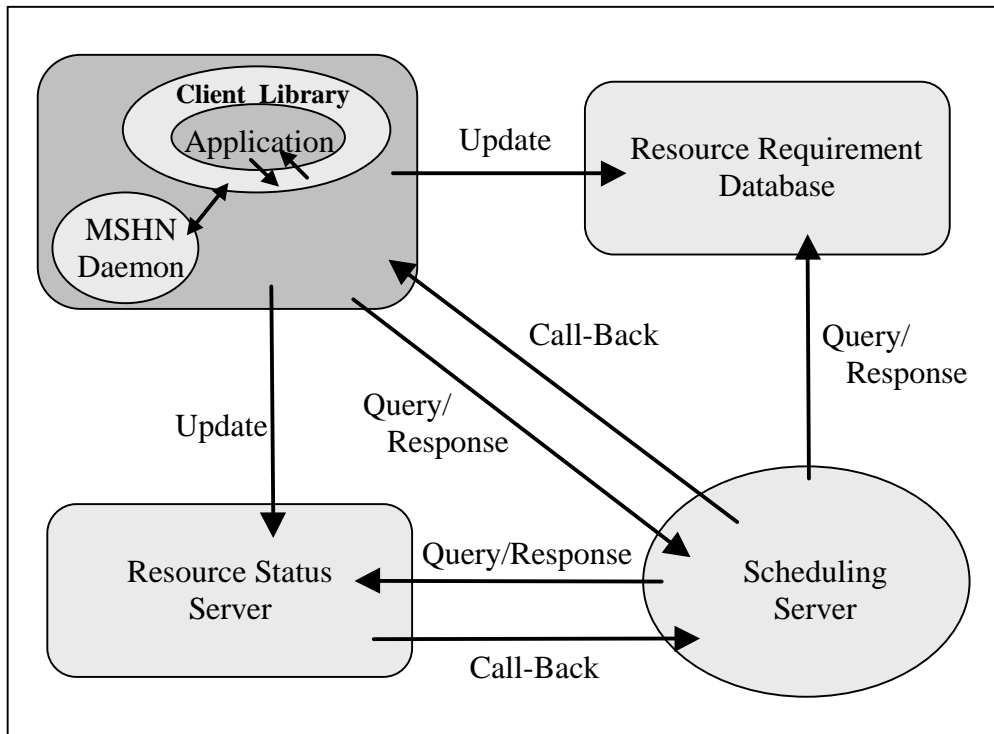 Client Library
Application
MSHN
Daemon
Update
Resource Requirement
Database
Call-Back
Query/
Response
Query/
Response
Update
Resource Status
Server
Query/Response
Call-Back
Scheduling
Server